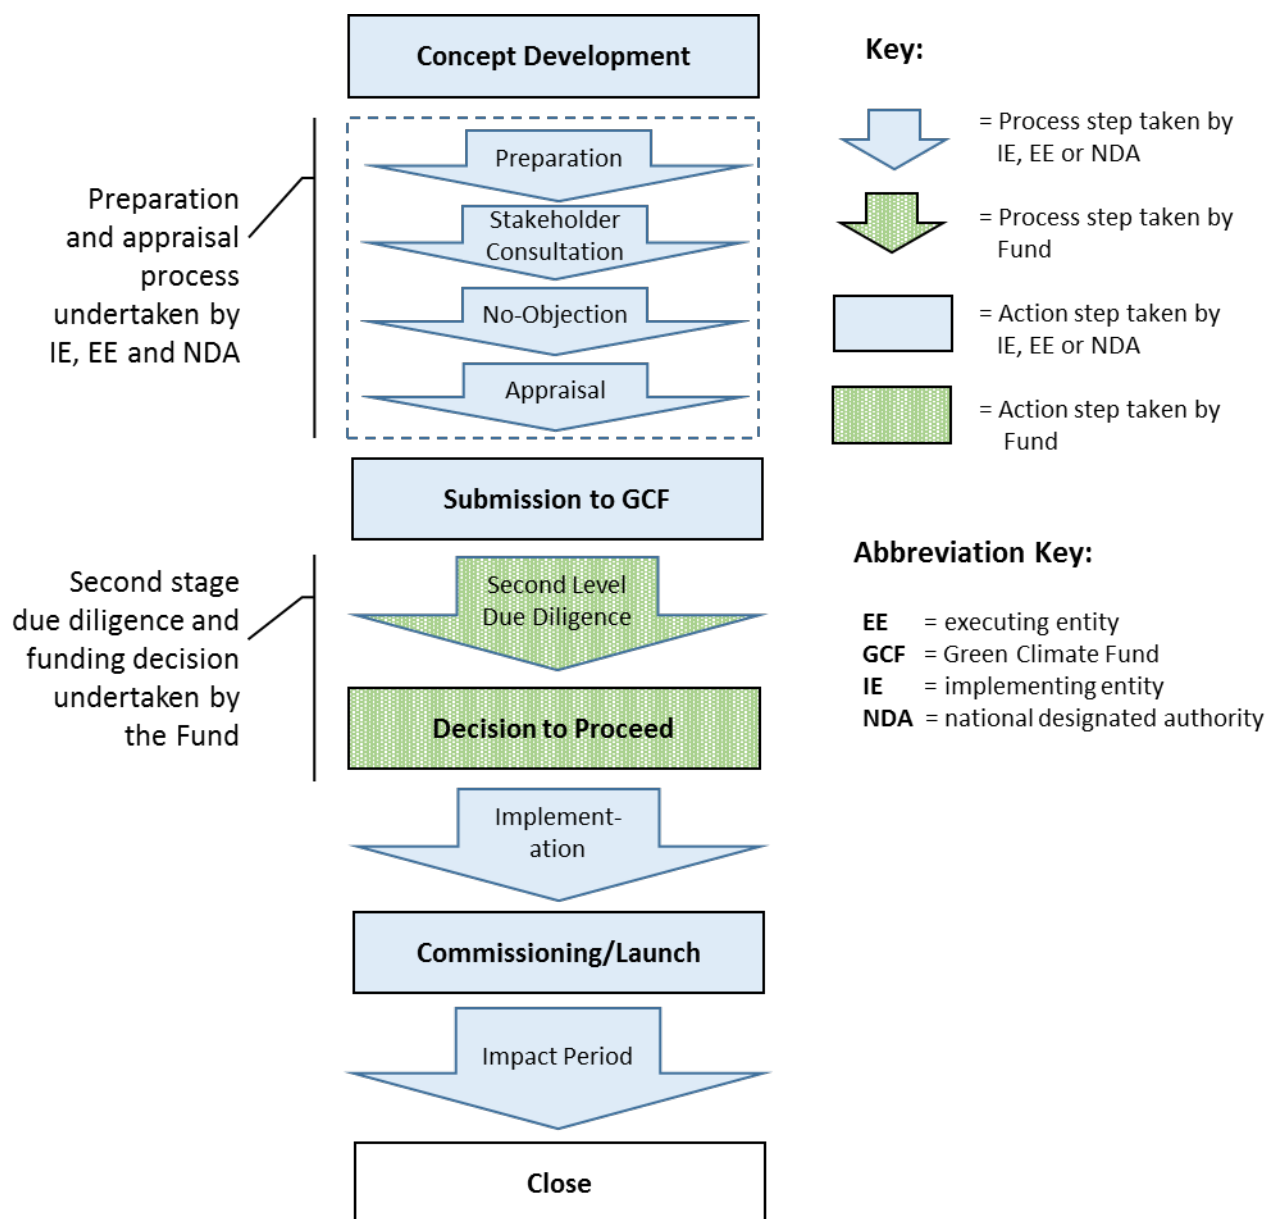 Concept Development
Preparation
and appraisal
process
undertaken by
IE, EE and NDA
Preparation
Stakeholder
Consultation
No-Objection
Appraisal
Submission to GCF
Second stage
due diligence and
funding decision
undertaken by
the Fund
Second Level
Due Diligence
Decision to Proceed
Implement-
ation
Commissioning/Launch
Impact Period
Close
Key:
= Process step taken by
IE, EE or NDA
= Process step taken by
Fund
= Action step taken by
IE, EE or NDA
= Action step taken by
Fund
Abbreviation Key:
EE = executing entity
GCF = Green Climate Fund
IE = implementing entity
NDA = national designated authority